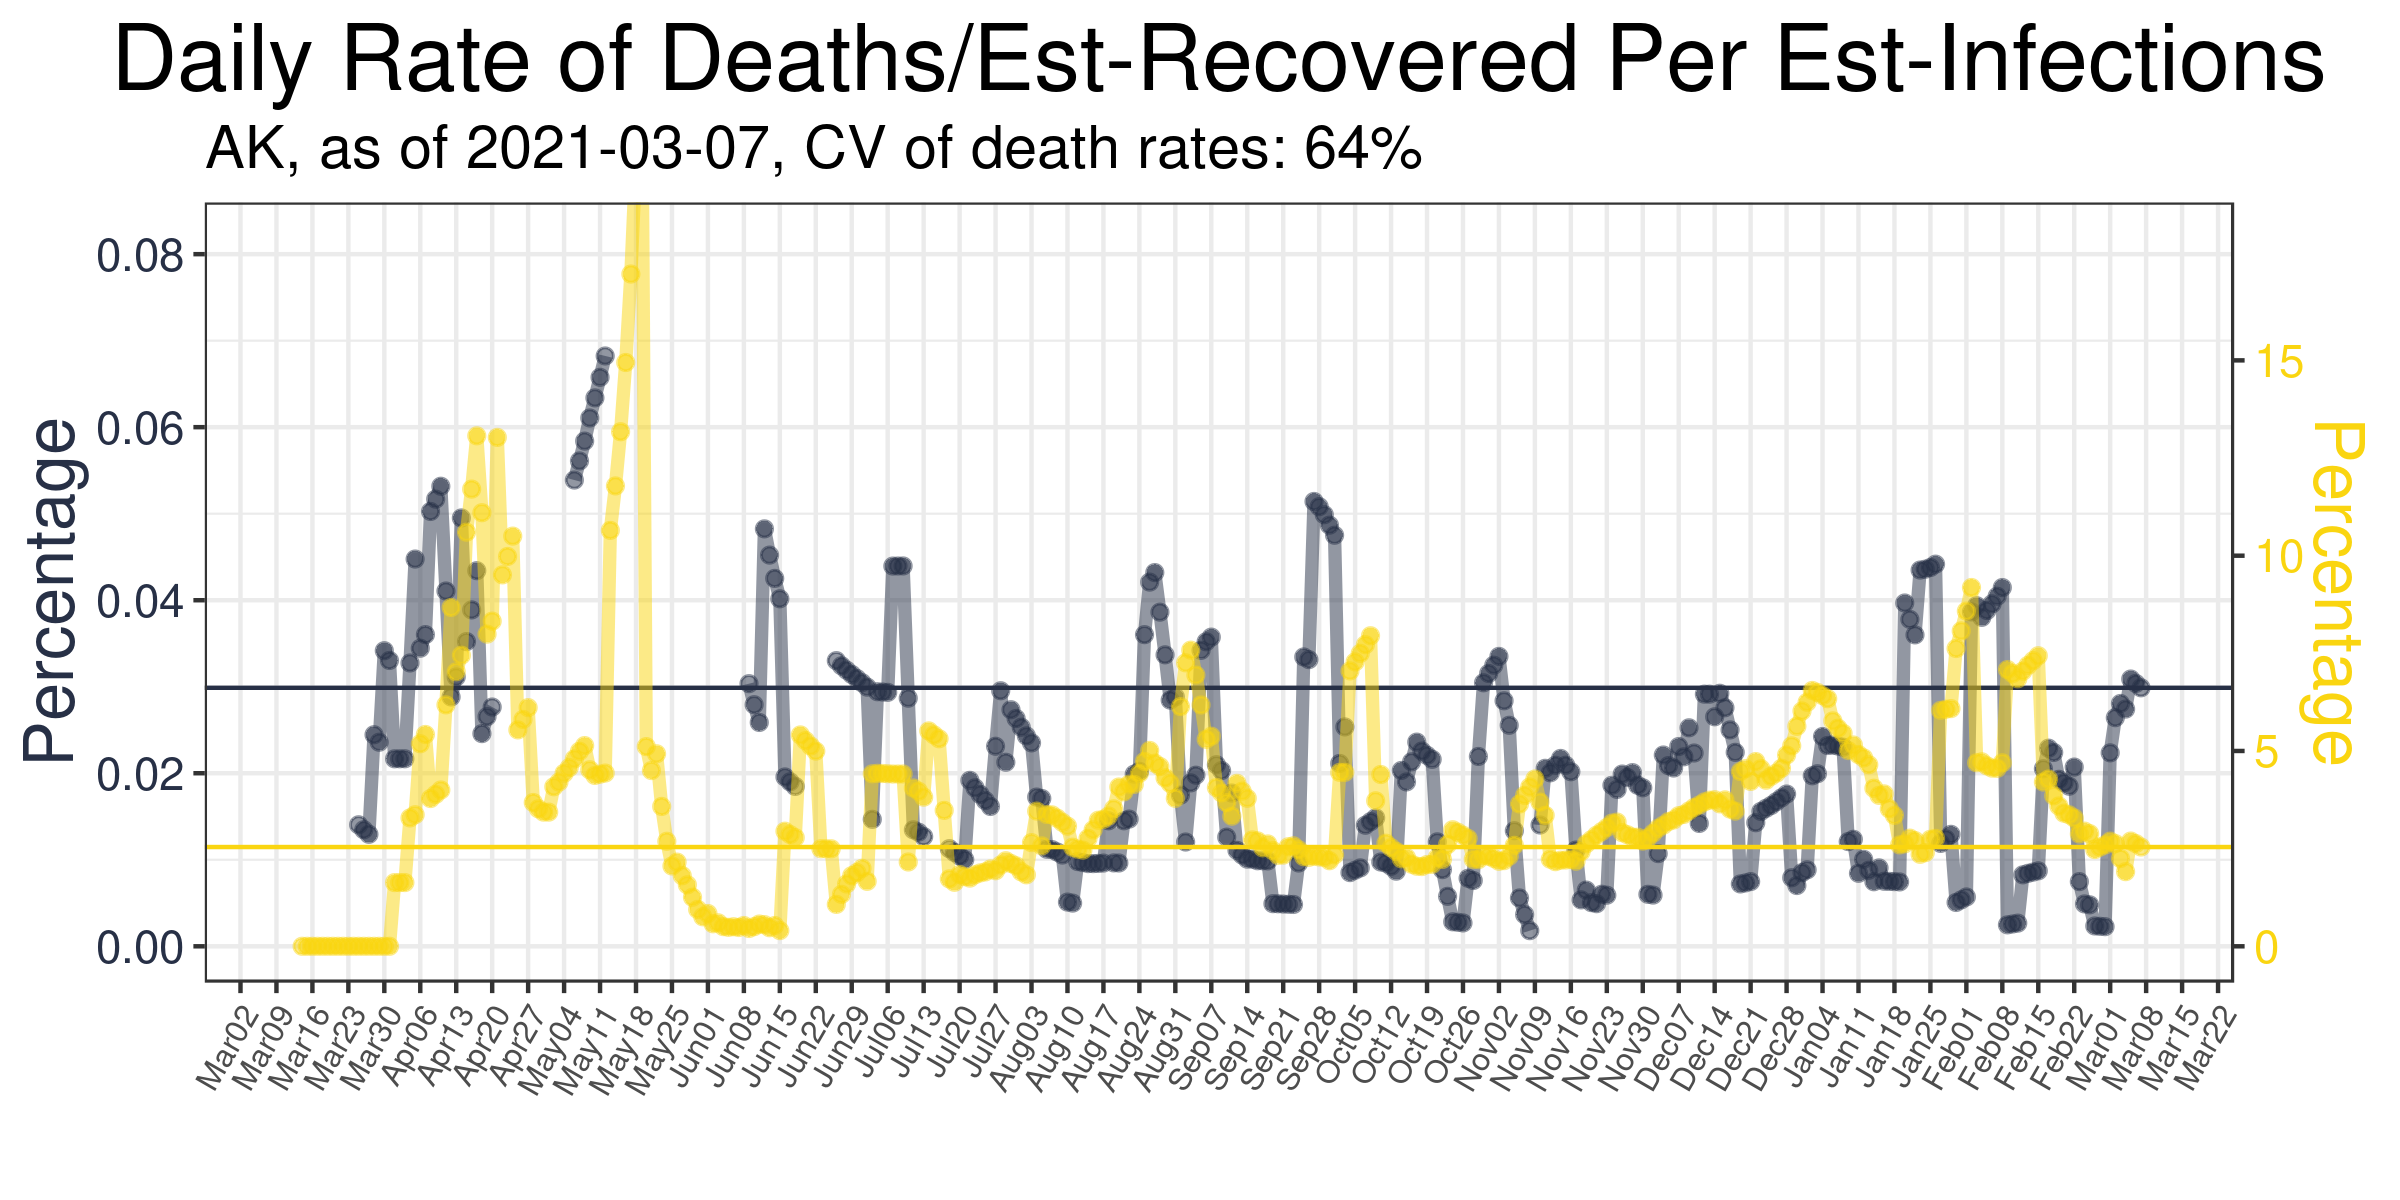 Daily Rate of Deaths/Est-Recovered Per Est-Infections
AK, as of 2021-03-07, CV of death rates: 64%
Percentage
0.08
0.06
0.04
0.02
0.00
15
10
5
0
Percentage
Mar02
Mar09
Mar16
Mar23
Mar30
Apr06
Apr13
Apr20
Apr27
May04
May11
May18
May25
Jun01
Jun08
Jun15
Jun22
Jun29
Jul06
Jul13
Jul20
Jul27
Aug03
Aug10
Aug17
Aug24
Aug31
Sep07
Sep14
Sep21
Sep28
Oct05
Oct12
Oct19
Oct26
Nov02
Nov09
Nov16
Nov23
Nov30
Dec07
Dec14
Dec21
Dec28
Jan04
Jan11
Jan18
Jan25
Feb01
Feb08
Feb15
Feb22
Mar01
Mar08
Mar15
Mar22